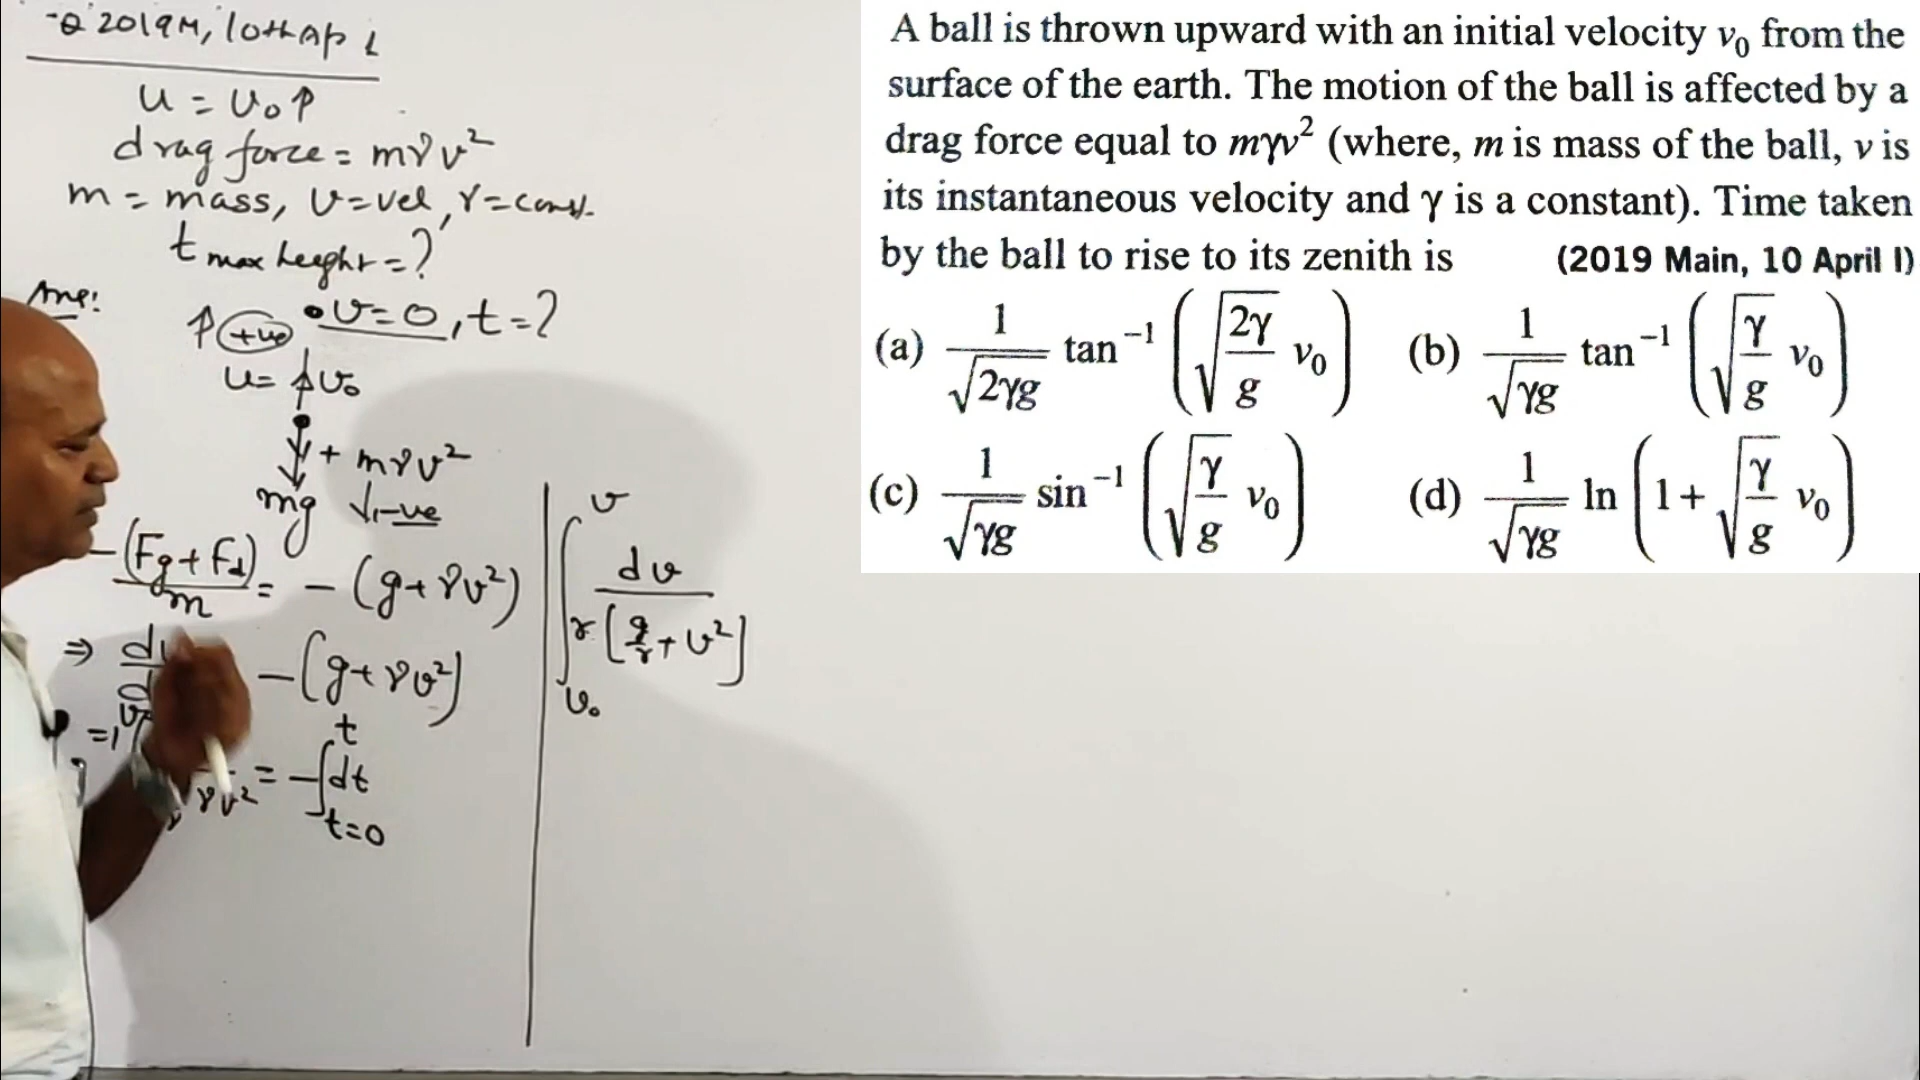 Q 2019M, 10th Ap 1
u = v₀↑
drag force = mγv²
m = mass, v = vel, γ = const.
t max height = ?
Ans:
↑ +ve • v = 0, t = ?
u = ↑v₀
↓ + mγv²
mg ↓ -ve
-(Fg + Fd)/m = -(g + γv²)
⇒ -(g + γv²)
γv² = -∫_{t=0}^{t} dt
∫_{v₀}^{v} dv / γ[g/γ + v²]
A ball is thrown upward with an initial velocity v₀ from the
surface of the earth. The motion of the ball is affected by a
drag force equal to mγv² (where, m is mass of the ball, v is
its instantaneous velocity and γ is a constant). Time taken
by the ball to rise to its zenith is (2019 Main, 10 April I)
(a) 1/√(2γg) tan⁻¹(√(2γ/g) v₀) (b) 1/√(γg) tan⁻¹(√(γ/g) v₀)
(c) 1/√(γg) sin⁻¹(√(γ/g) v₀) (d) 1/√(γg) ln(1+√(γ/g) v₀)